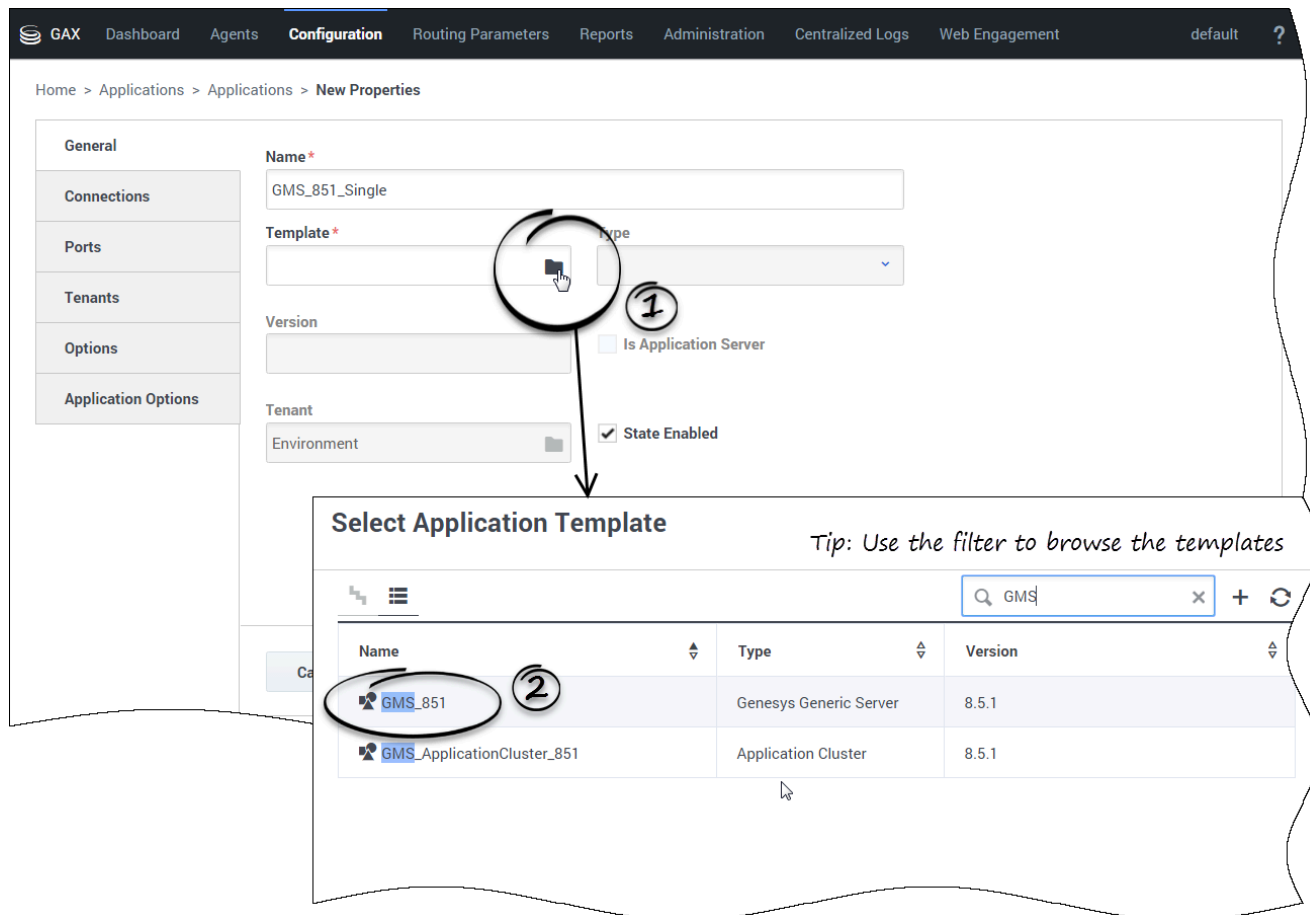 GAX Dashboard Agents Configuration Routing Parameters Reports Administration Centralized Logs Web Engagement default ?
Home > Applications > Applications > New Properties
General
Connections
Ports
Tenants
Options
Application Options
Name*
GMS_851_Single
Template*
Type
1
Version
Is Application Server
Tenant
Environment
State Enabled
Ca
Select Application Template
Tip: Use the filter to browse the templates
GMS
Name Type Version
GMS_851 Genesys Generic Server 8.5.1
2
GMS_ApplicationCluster_851 Application Cluster 8.5.1